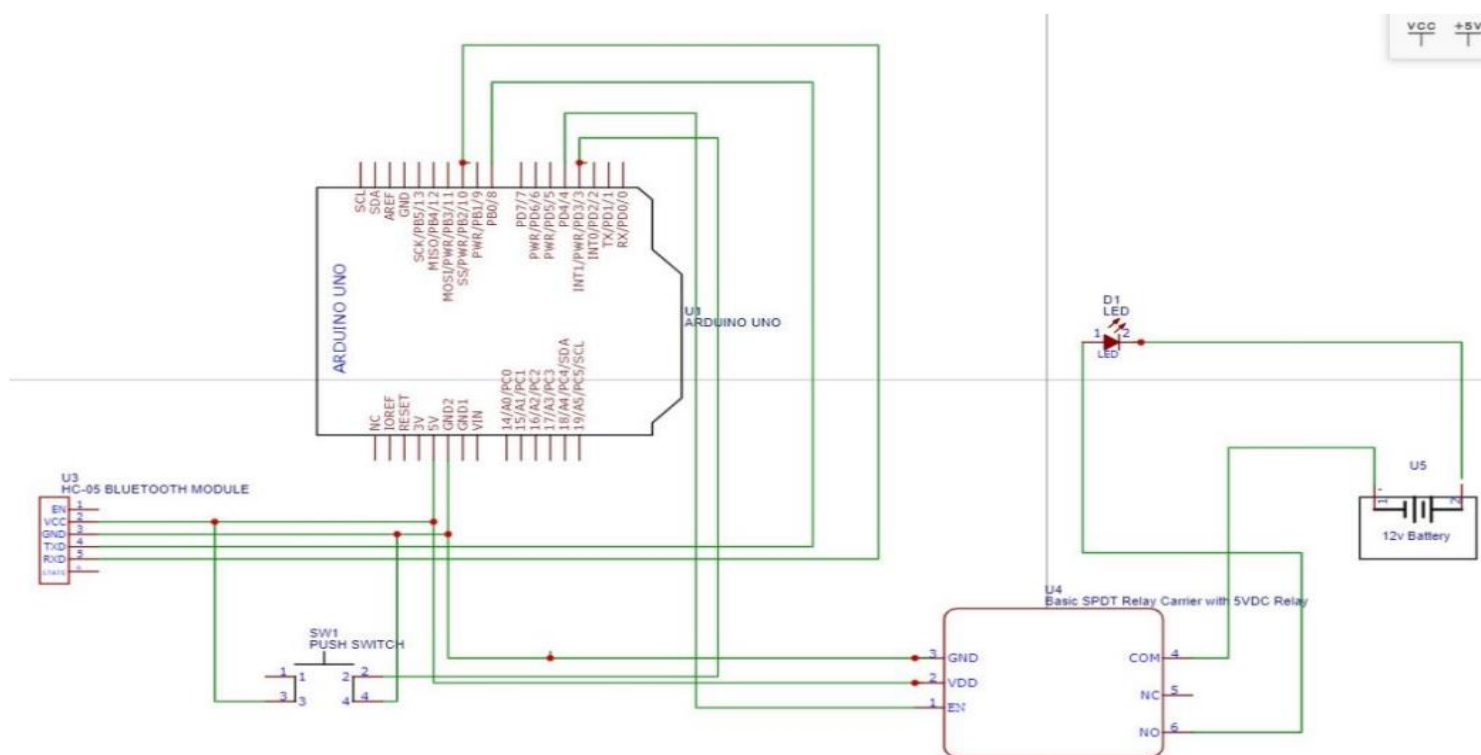 VCC +5V
SCL
SDA
AREF
GND
SCK/PB5/13
MISO/PB4/12
MOSI/PWR/PB3/11
SS/PWR/PB2/10
PWR/PB1/9
PB0/8
PD7/7
PWR/PD6/6
PWR/PD5/5
PD4/4
INT1/PWR/PD3/3
INT0/PD2/2
TX/PD1/1
RX/PD0/0
ARDUINO UNO
U1
ARDUINO UNO
NC
IOREF
RESET
3V
5V
GND2
GND1
VIN
14/A0/PC0
15/A1/PC1
16/A2/PC2
17/A3/PC3
18/A4/PC4/SDA
19/A5/PC5/SCL
D1
LED
1 2
LED
U5
1 2
12v Battery
U3
HC-05 BLUETOOTH MODULE
EN 1
VCC 2
GND 3
TXD 4
RXD 5
STATE
SW1
PUSH SWITCH
1 1 2 2
3 3 4 4
U4
Basic SPDT Relay Carrier with 5VDC Relay
3 GND COM 4
2 VDD NC 5
1 EN NO 6